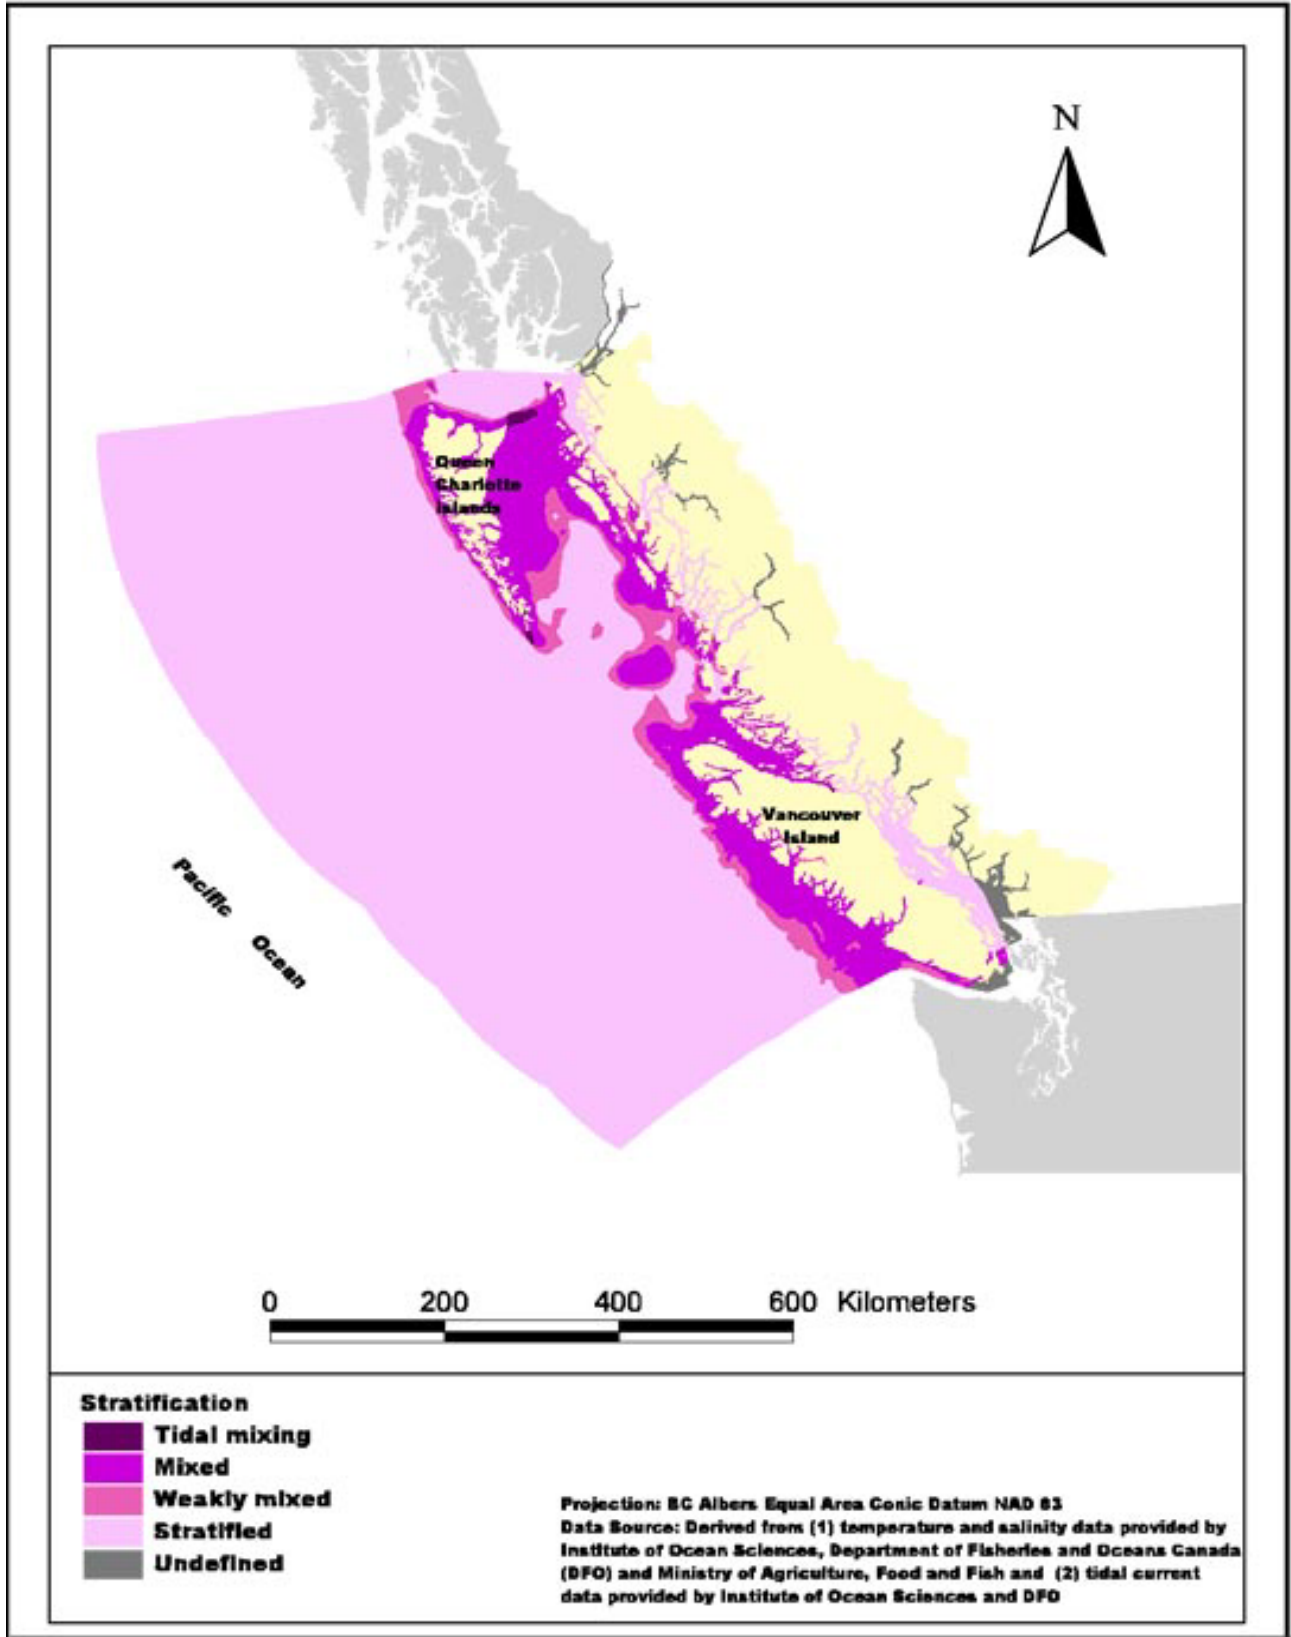 N
Queen
Charlotte
Islands
Vancouver
Island
Pacific Ocean
0 200 400 600 Kilometers
Stratification
Tidal mixing
Mixed
Weakly mixed
Stratified
Undefined
Projection: BC Albers Equal Area Conic Datum NAD 83
Data Source: Derived from (1) temperature and salinity data provided by
Institute of Ocean Sciences, Department of Fisheries and Oceans Canada
(DFO) and Ministry of Agriculture, Food and Fish and (2) tidal current
data provided by Institute of Ocean Sciences and DFO